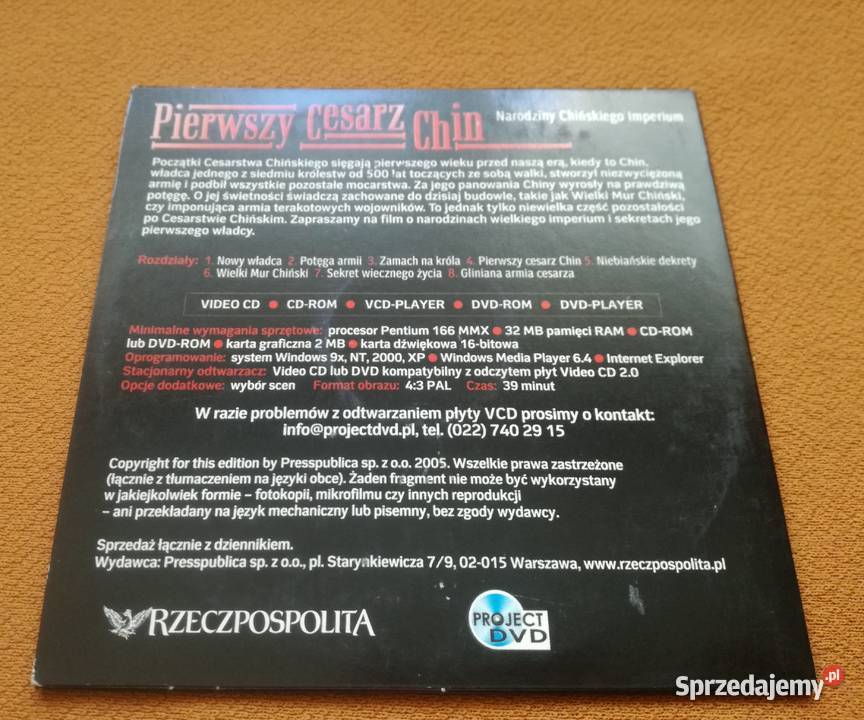 Pierwszy Cesarz Chin Narodziny Chińskiego Imperium
Początki Cesarstwa Chińskiego sięgają pierwszego wieku przed naszą erą, kiedy to Chin,
władca jednego z siedmiu królestw od 500 lat toczących ze sobą walki, stworzył niezwyciężoną
armię i podbił wszystkie pozostałe mocarstwa. Za jego panowania Chiny wyrosły na prawdziwą
potęgę. O jej świetności świadczą zachowane do dzisiaj budowle, takie jak Wielki Mur Chiński,
czy imponująca armia terakotowych wojowników. To jednak tylko niewielka część pozostałości
po Cesarstwie Chińskim. Zapraszamy na film o narodzinach wielkiego imperium i sekretach jego
pierwszego władcy.
Rozdziały: 1. Nowy władca 2. Potęga armii 3. Zamach na króla 4. Pierwszy cesarz Chin 5. Niebiańskie dekrety
6. Wielki Mur Chiński 7. Sekret wiecznego życia 8. Gliniana armia cesarza
VIDEO CD ● CD-ROM ● VCD-PLAYER ● DVD-ROM ● DVD-PLAYER
Minimalne wymagania sprzętowe: procesor Pentium 166 MMX ● 32 MB pamięci RAM ● CD-ROM
lub DVD-ROM ● karta graficzna 2 MB ● karta dźwiękowa 16-bitowa
Oprogramowanie: system Windows 9x, NT, 2000, XP ● Windows Media Player 6.4 ● Internet Explorer
Stacjonarny odtwarzacz: Video CD lub DVD kompatybilny z odczytem płyt Video CD 2.0
Opcje dodatkowe: wybór scen Format obrazu: 4:3 PAL Czas: 39 minut
W razie problemów z odtwarzaniem płyty VCD prosimy o kontakt:
info@projectdvd.pl, tel. (022) 740 29 15
Copyright for this edition by Presspublica sp. z o.o. 2005. Wszelkie prawa zastrzeżone
(łącznie z tłumaczeniem na języki obce). Żaden fragment nie może być wykorzystany
w jakiejkolwiek formie – fotokopii, mikrofilmu czy innych reprodukcji
– ani przekładany na język mechaniczny lub pisemny, bez zgody wydawcy.
Sprzedaż łącznie z dziennikiem.
Wydawca: Presspublica sp. z o.o., pl. Starynkiewicza 7/9, 02-015 Warszawa, www.rzeczpospolita.pl
RZECZPOSPOLITA
PROJECT
DVD
Sprzedajemy.pl